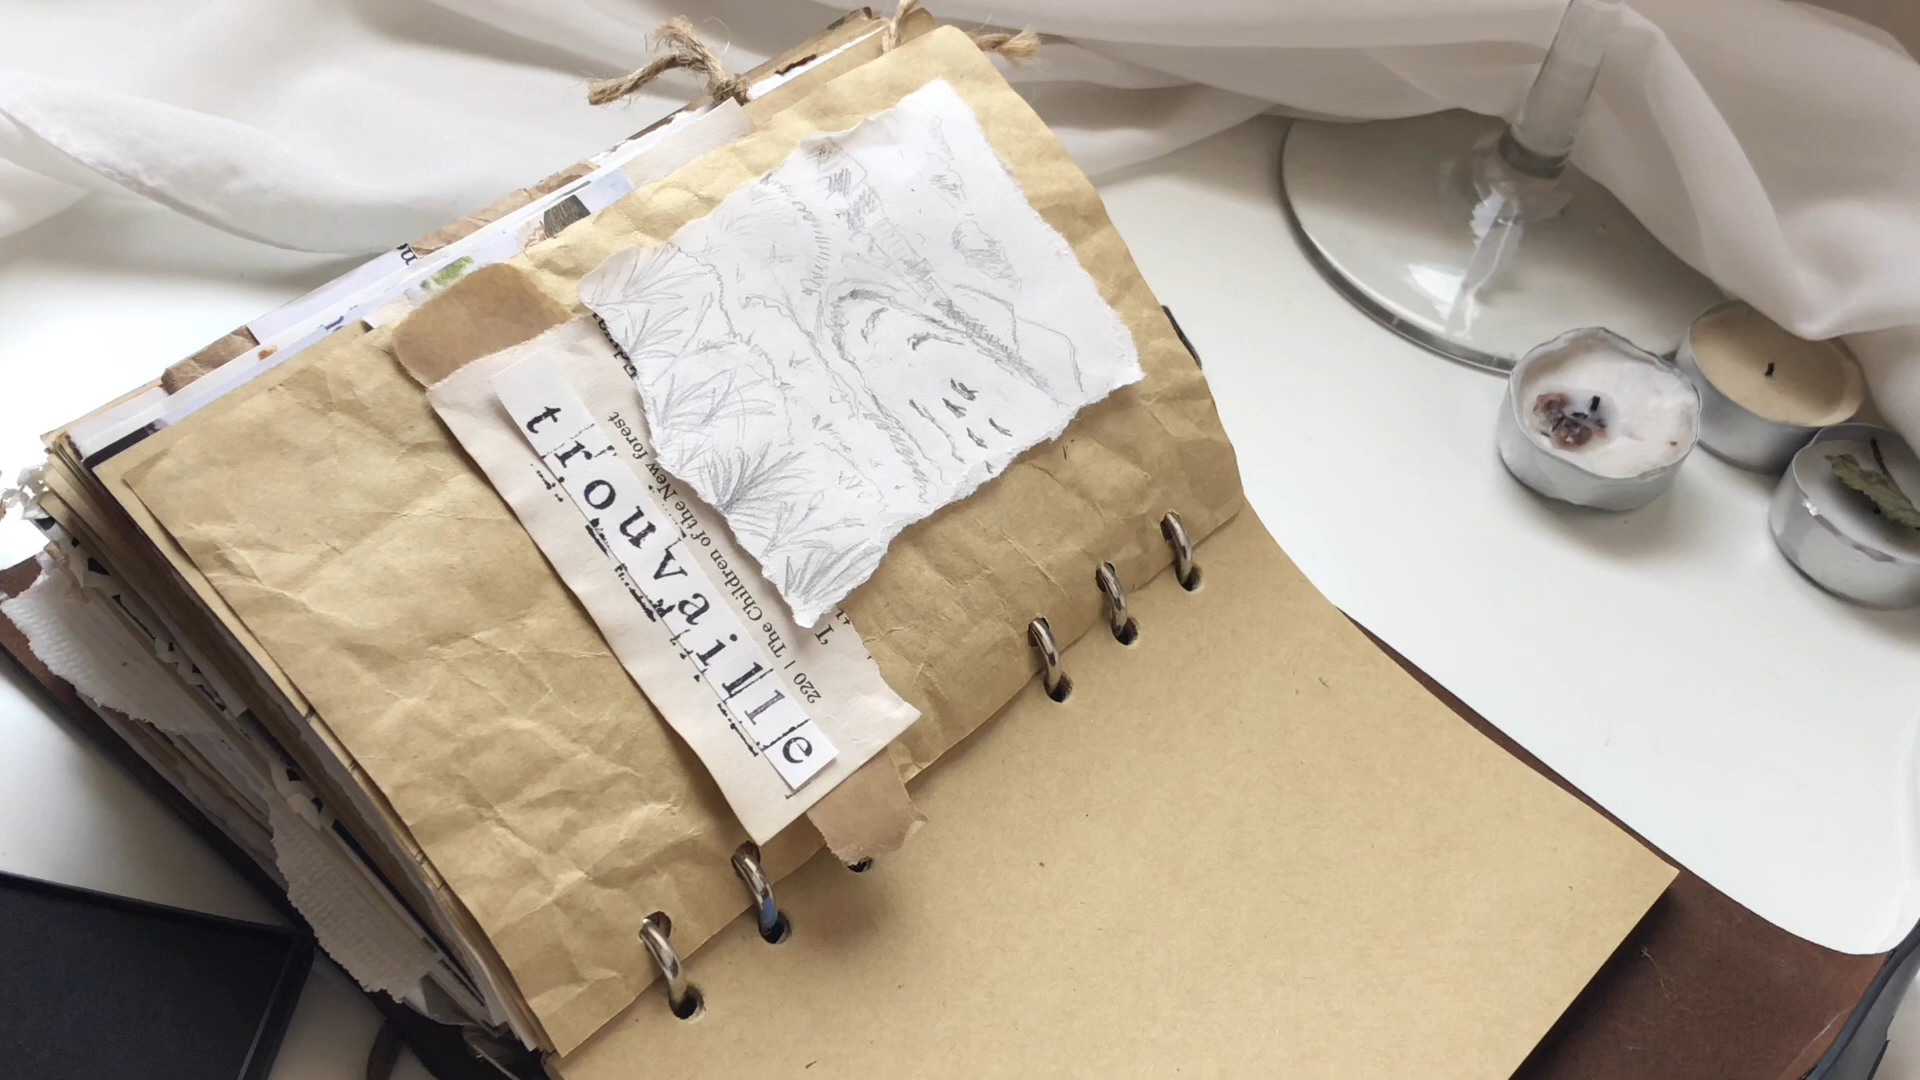 trouvaille
220 | The Children of the New forest